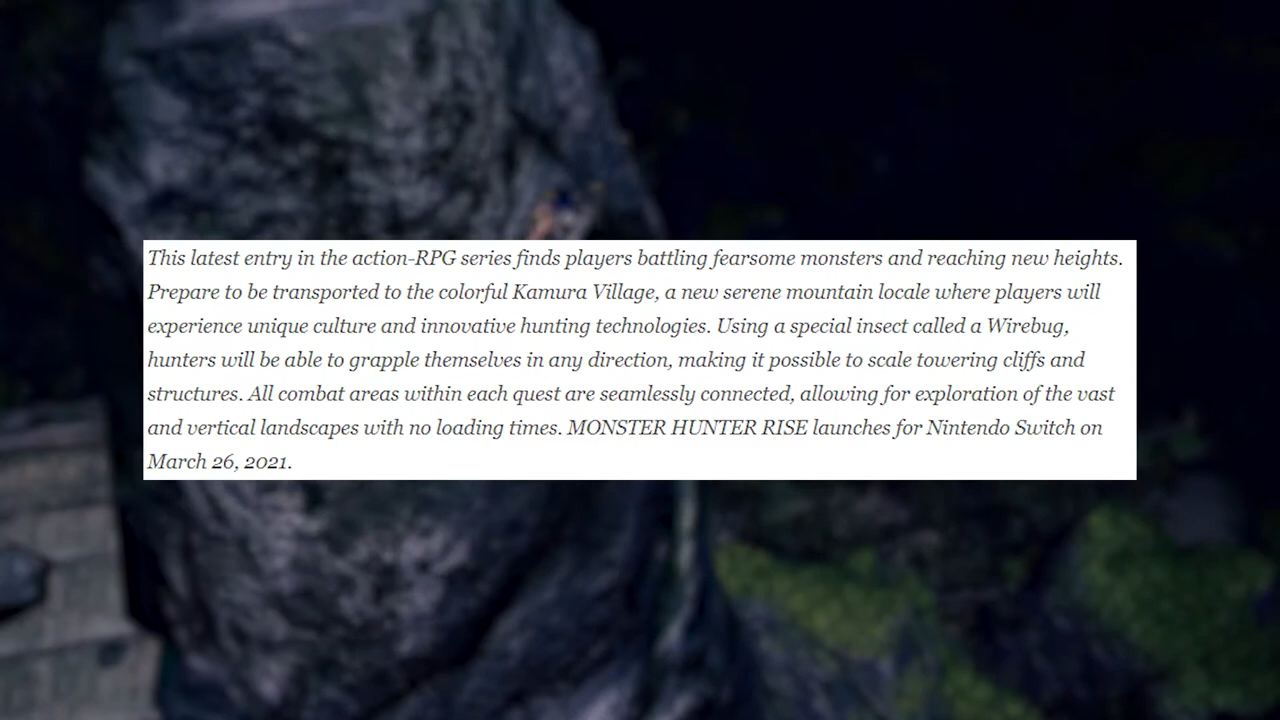 This latest entry in the action-RPG series finds players battling fearsome monsters and reaching new heights.
Prepare to be transported to the colorful Kamura Village, a new serene mountain locale where players will
experience unique culture and innovative hunting technologies. Using a special insect called a Wirebug,
hunters will be able to grapple themselves in any direction, making it possible to scale towering cliffs and
structures. All combat areas within each quest are seamlessly connected, allowing for exploration of the vast
and vertical landscapes with no loading times. MONSTER HUNTER RISE launches for Nintendo Switch on
March 26, 2021.